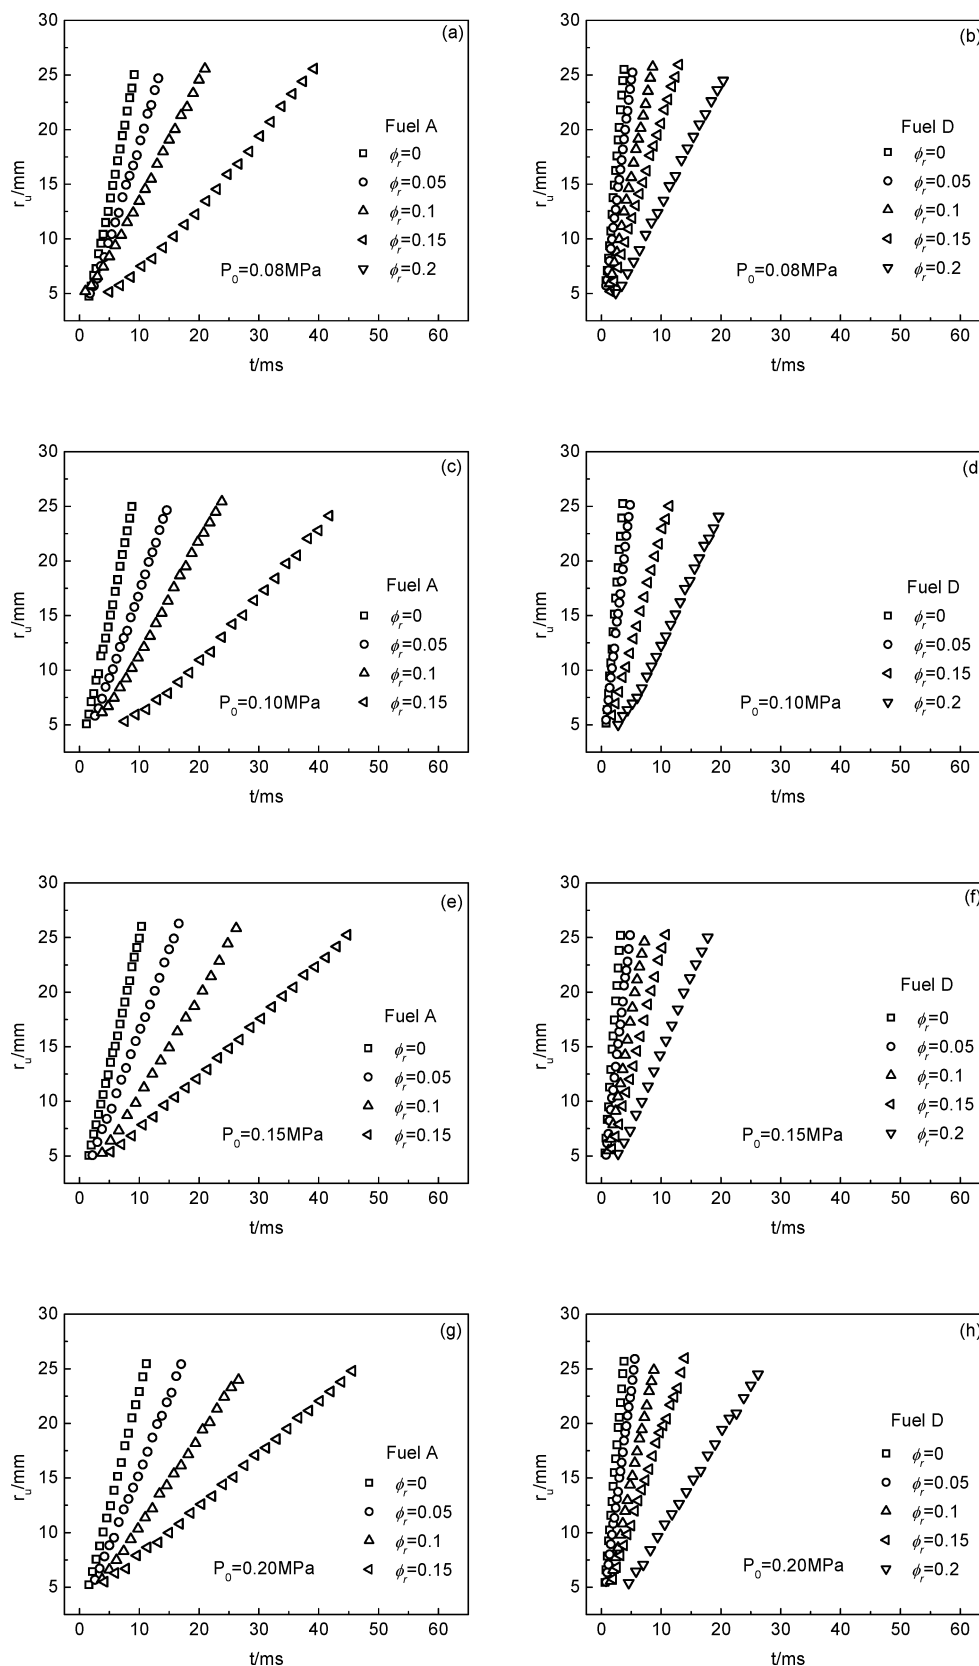 (a)
30
25
20
15
10
5
r_u/mm
Fuel A
ϕ_r=0
ϕ_r=0.05
ϕ_r=0.1
ϕ_r=0.15
ϕ_r=0.2
P_0=0.08MPa
0 10 20 30 40 50 60
t/ms
(b)
30
25
20
15
10
5
r_u/mm
Fuel D
ϕ_r=0
ϕ_r=0.05
ϕ_r=0.1
ϕ_r=0.15
ϕ_r=0.2
P_0=0.08MPa
0 10 20 30 40 50 60
t/ms
(c)
30
25
20
15
10
5
r_u/mm
Fuel A
ϕ_r=0
ϕ_r=0.05
ϕ_r=0.1
ϕ_r=0.15
P_0=0.10MPa
0 10 20 30 40 50 60
t/ms
(d
30
25
20
15
10
5
r_u/mm
Fuel D
ϕ_r=0
ϕ_r=0.05
ϕ_r=0.15
ϕ_r=0.2
P_0=0.10MPa
0 10 20 30 40 50 60
t/ms
(e)
30
25
20
15
10
5
r_u/mm
Fuel A
ϕ_r=0
ϕ_r=0.05
ϕ_r=0.1
ϕ_r=0.15
P_0=0.15MPa
0 10 20 30 40 50 60
t/ms
(f)
30
25
20
15
10
5
r_u/mm
Fuel D
ϕ_r=0
ϕ_r=0.05
ϕ_r=0.1
ϕ_r=0.15
ϕ_r=0.2
P_0=0.15MPa
0 10 20 30 40 50 60
t/ms
(g)
30
25
20
15
10
5
r_u/mm
Fuel A
ϕ_r=0
ϕ_r=0.05
ϕ_r=0.1
ϕ_r=0.15
P_0=0.20MPa
0 10 20 30 40 50 60
t/ms
(h)
30
25
20
15
10
5
r_u/mm
Fuel D
ϕ_r=0
ϕ_r=0.05
ϕ_r=0.1
ϕ_r=0.15
ϕ_r=0.2
P_0=0.20MPa
0 10 20 30 40 50 60
t/ms